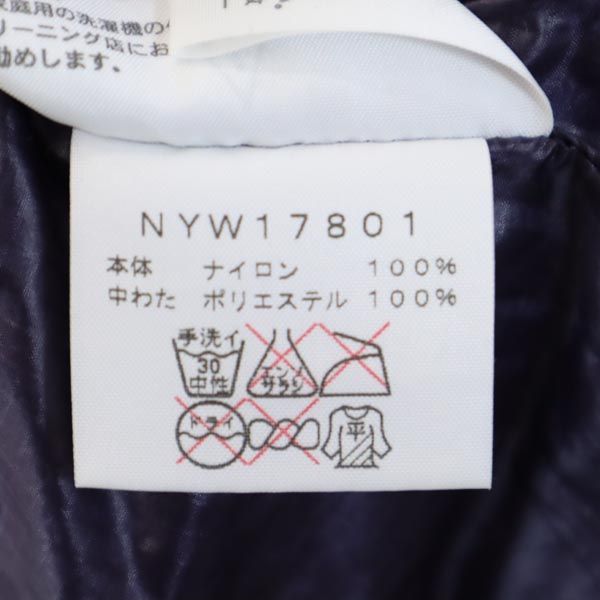 家庭用の洗濯機の
リーニング店にお
勧めします。
NYW17801
本体 ナイロン 100%
中わた ポリエステル 100%
手洗イ
30
中性
エンソ
サラシ
ドライ
平